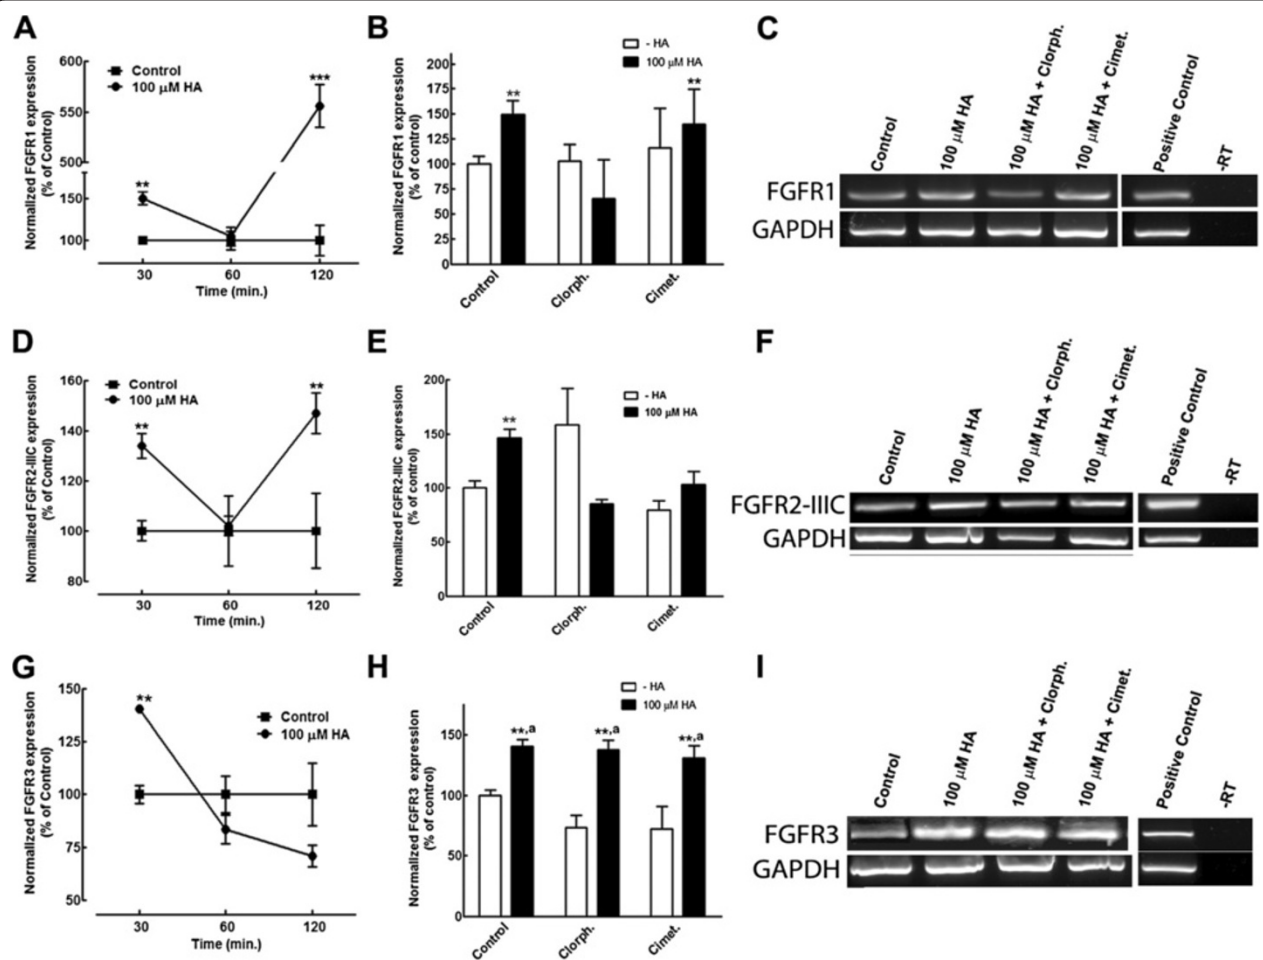 A
Normalized FGFR1 expression
(% of Control)
600
550
500
150
100
Control
100 µM HA
**
***
30
60
120
Time (min.)
B
Normalized FGFR1 expression
(% of control)
200
175
150
125
100
75
50
25
0
- HA
100 µM HA
**
**
Control
Clorph.
Cimet.
C
Control
100 µM HA
100 µM HA + Clorph.
100 µM HA + Cimet.
Positive Control
-RT
FGFR1
GAPDH
D
Normalized FGFR2-IIIC expression
(% of Control)
160
140
120
100
80
Control
100 µM HA
**
**
30
60
120
Time (min.)
E
Normalized FGFR2-IIIC expression
(% of control)
200
150
100
50
0
- HA
100 µM HA
**
Control
Clorph.
Cimet.
F
Control
100 µM HA
100 µM HA + Clorph.
100 µM HA + Cimet.
Positive Control
-RT
FGFR2-IIIC
GAPDH
G
Normalized FGFR3 expression
(% of Control)
150
125
100
75
50
**
Control
100 µM HA
30
60
120
Time (min.)
H
Normalized FGFR3 expression
(% of control)
150
100
50
0
- HA
100 µM HA
**,a
**,a
**,a
Control
Clorph.
Cimet.
I
Control
100 µM HA
100 µM HA + Clorph.
100 µM HA + Cimet.
Positive Control
-RT
FGFR3
GAPDH